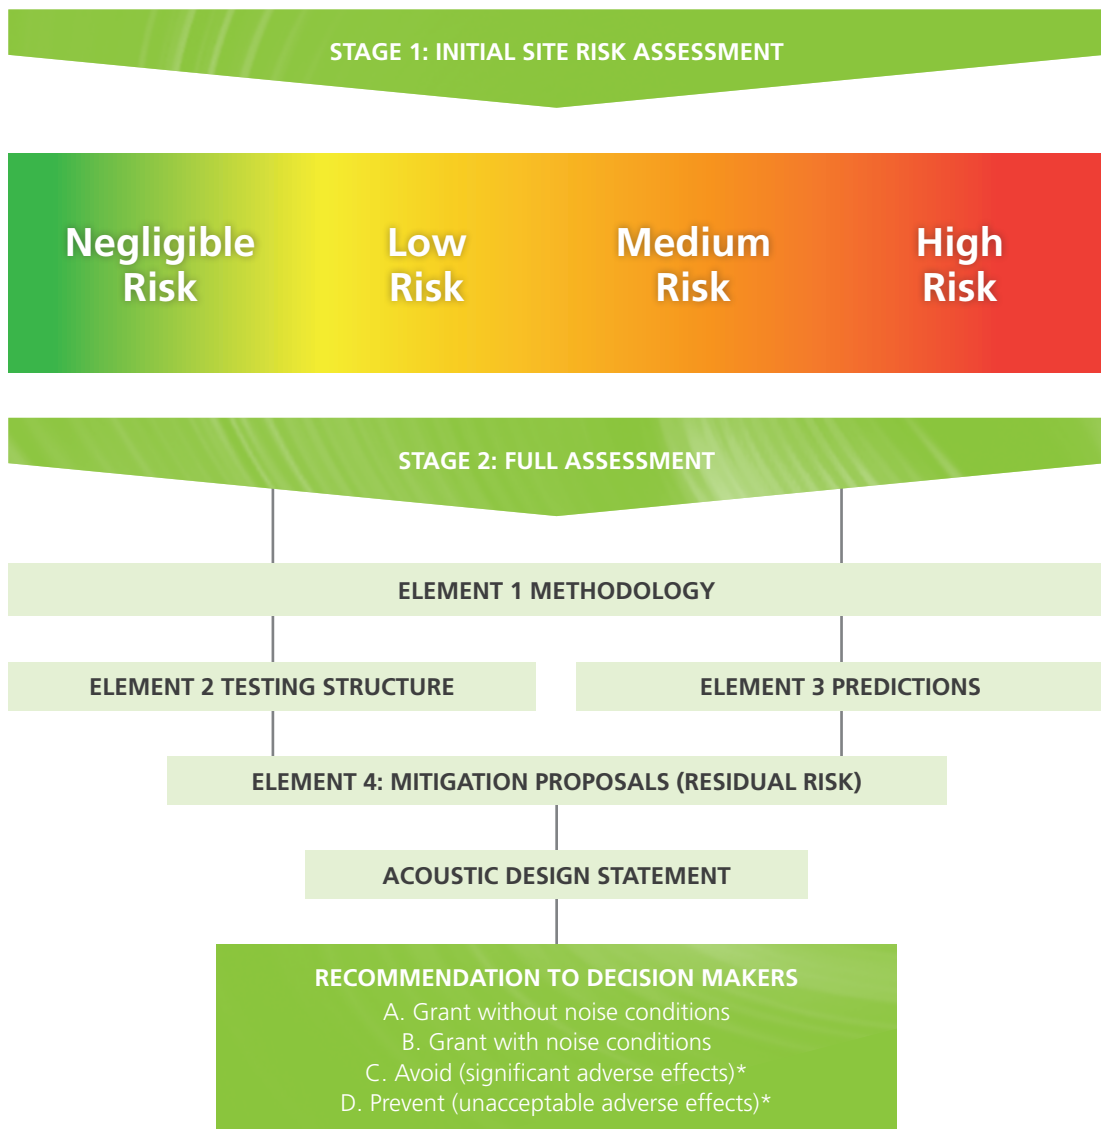 STAGE 1: INITIAL SITE RISK ASSESSMENT
Negligible
Risk
Low
Risk
Medium
Risk
High
Risk
STAGE 2: FULL ASSESSMENT
ELEMENT 1 METHODOLOGY
ELEMENT 2 TESTING STRUCTURE
ELEMENT 3 PREDICTIONS
ELEMENT 4: MITIGATION PROPOSALS (RESIDUAL RISK)
ACOUSTIC DESIGN STATEMENT
RECOMMENDATION TO DECISION MAKERS
A. Grant without noise conditions
B. Grant with noise conditions
C. Avoid (significant adverse effects)*
D. Prevent (unacceptable adverse effects)*